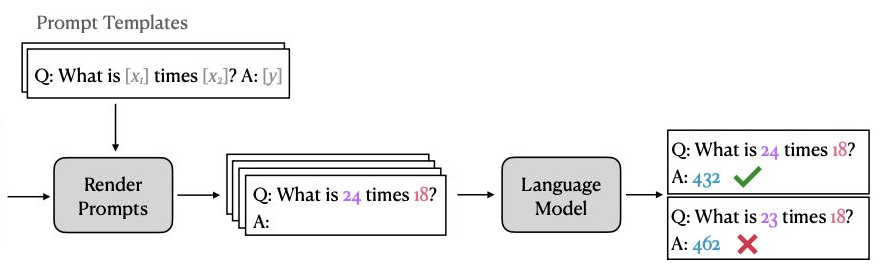 Prompt Templates
Q: What is [x₁] times [x₂]? A: [y]
Render
Prompts
Q: What is 24 times 18?
A:
Language
Model
Q: What is 24 times 18?
A: 432
Q: What is 23 times 18?
A: 462